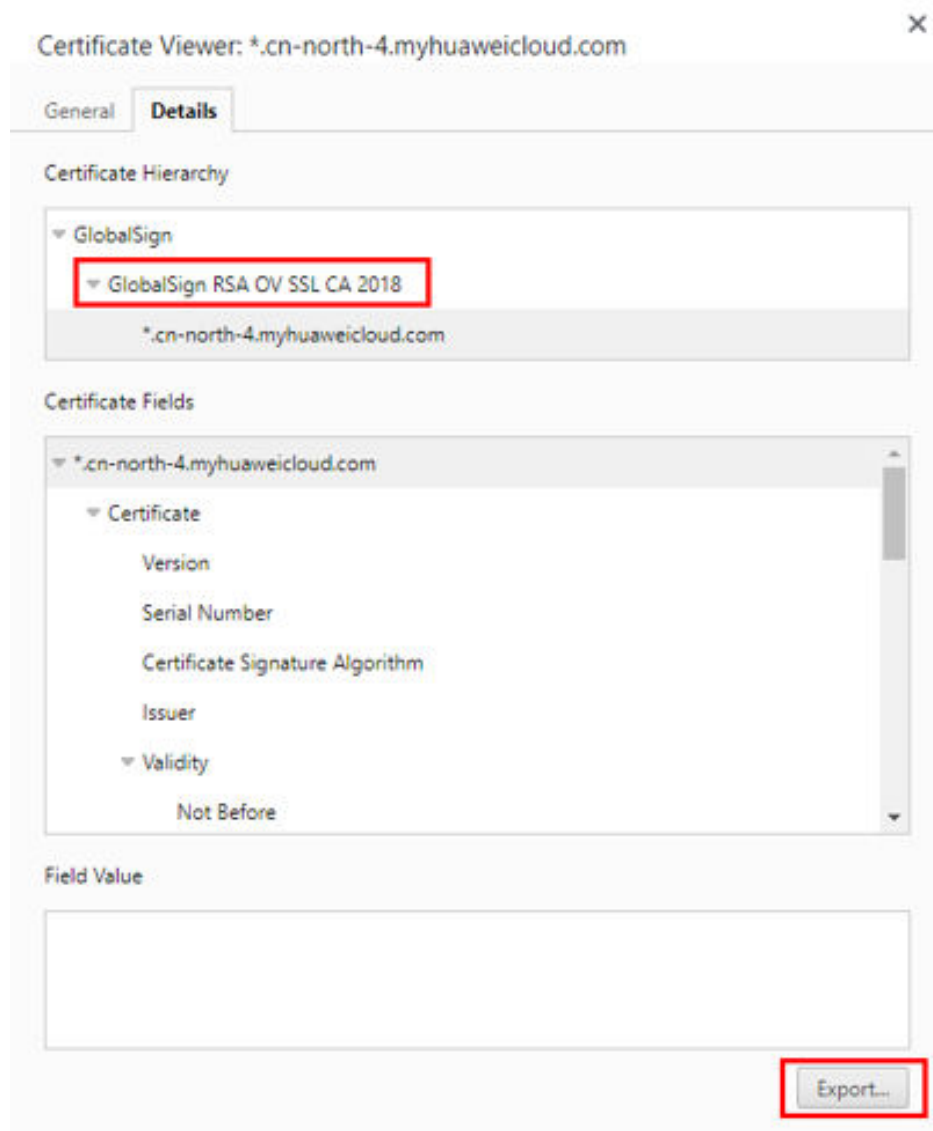 Certificate Viewer: *.cn-north-4.myhuaweicloud.com
General Details
Certificate Hierarchy
GlobalSign
GlobalSign RSA OV SSL CA 2018
*.cn-north-4.myhuaweicloud.com
Certificate Fields
*.cn-north-4.myhuaweicloud.com
Certificate
Version
Serial Number
Certificate Signature Algorithm
Issuer
Validity
Not Before
Field Value
Export...